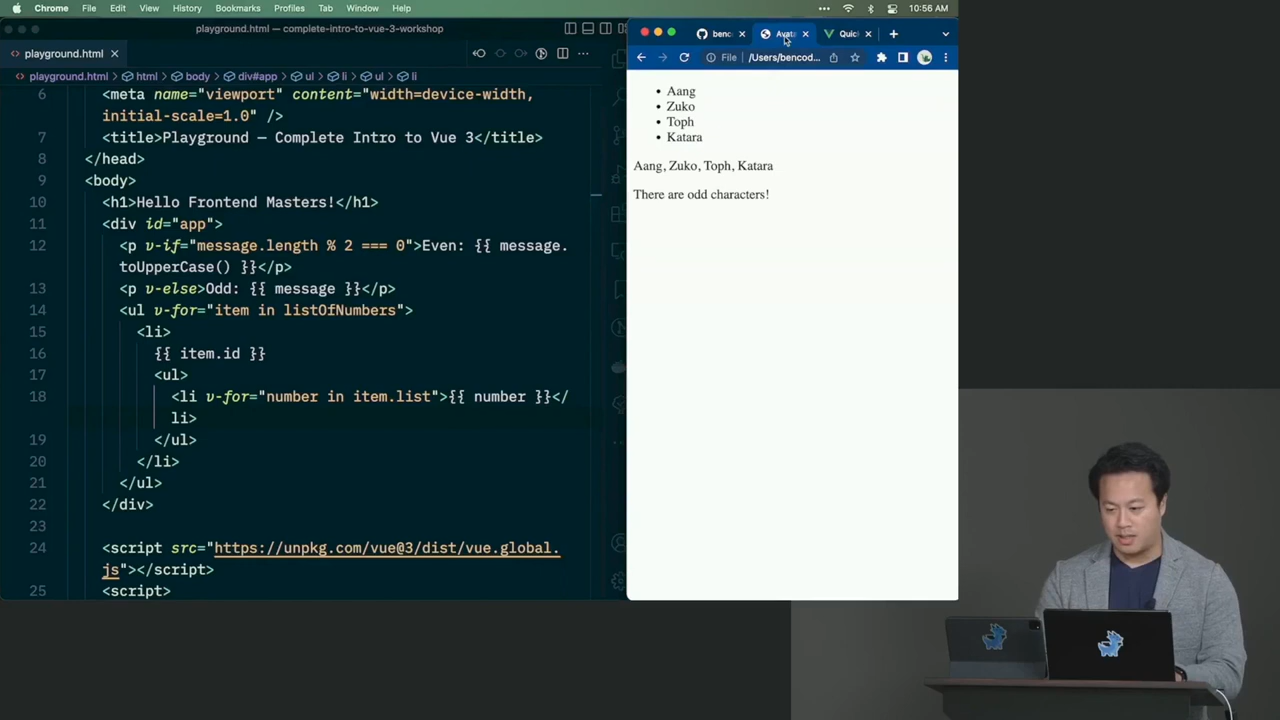 Chrome File Edit View History Bookmarks Profiles Tab Window Help 10:56 AM
playground.html — complete-intro-to-vue-3-workshop
playground.html
playground.html > html > body > div#app > ul > li > ul > li
6 <meta name="viewport" content="width=device-width,
initial-scale=1.0" />
7 <title>Playground – Complete Intro to Vue 3</title>
8 </head>
9 <body>
10 <h1>Hello Frontend Masters!</h1>
11 <div id="app">
12 <p v-if="message.length % 2 === 0">Even: {{ message.
toUpperCase() }}</p>
13 <p v-else>Odd: {{ message }}</p>
14 <ul v-for="item in listOfNumbers">
15 <li>
16 {{ item.id }}
17 <ul>
18 <li v-for="number in item.list">{{ number }}</
li>
19 </ul>
20 </li>
21 </ul>
22 </div>
23
24 <script src="https://unpkg.com/vue@3/dist/vue.global.
js"></script>
25 <script>
benc Avata Quic
File /Users/bencod...
• Aang
• Zuko
• Toph
• Katara
Aang, Zuko, Toph, Katara
There are odd characters!